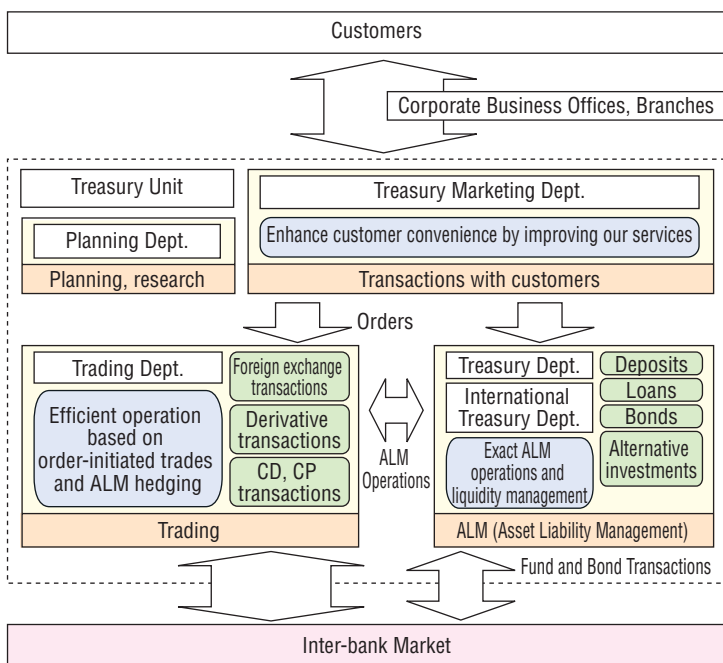 Customers
Corporate Business Offices, Branches
Treasury Unit
Planning Dept.
Planning, research
Treasury Marketing Dept.
Enhance customer convenience by improving our services
Transactions with customers
Orders
Trading Dept.
Efficient operation
based on
order-initiated trades
and ALM hedging
Foreign exchange
transactions
Derivative
transactions
CD, CP
transactions
Trading
ALM
Operations
Treasury Dept.
International
Treasury Dept.
Exact ALM
operations and
liquidity management
Deposits
Loans
Bonds
Alternative
investments
ALM (Asset Liability Management)
Fund and Bond Transactions
Inter-bank Market